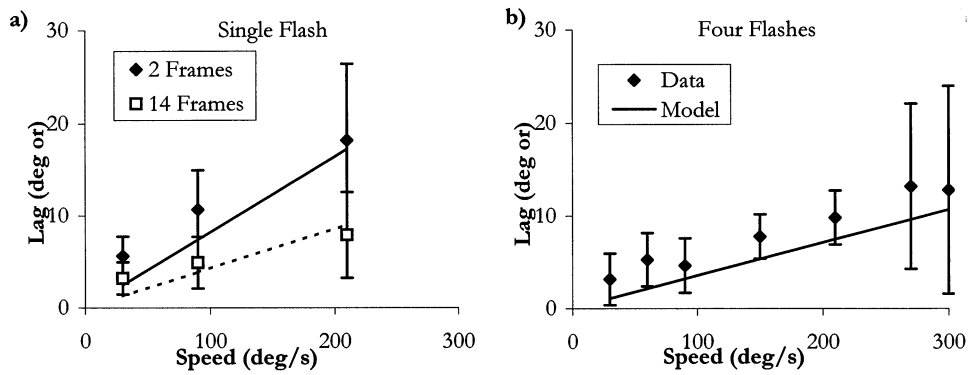 a)
Single Flash
30
20
10
0
Lag (deg or)
2 Frames
14 Frames
0 100 200 300
Speed (deg/s)
b)
Four Flashes
30
20
10
0
Lag (deg or)
Data
Model
0 100 200 300
Speed (deg/s)